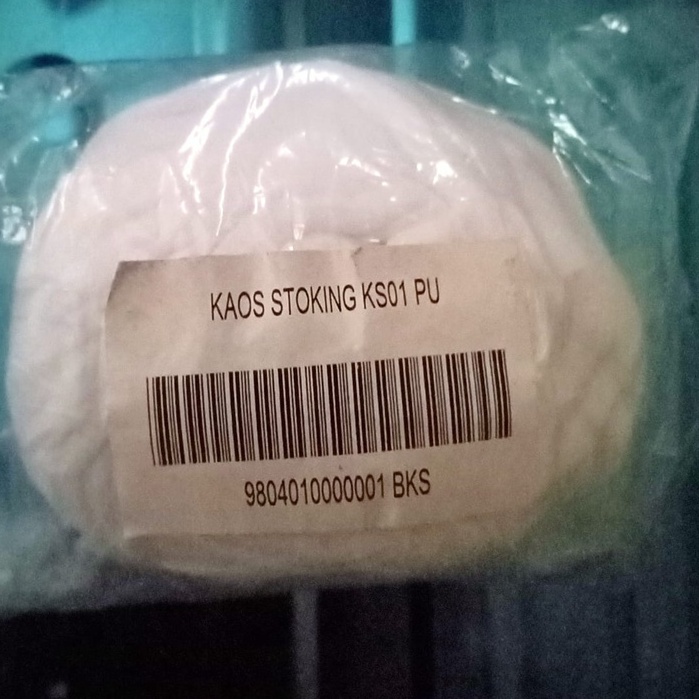 KAOS STOKING KS01 PU
9804010000001 BKS